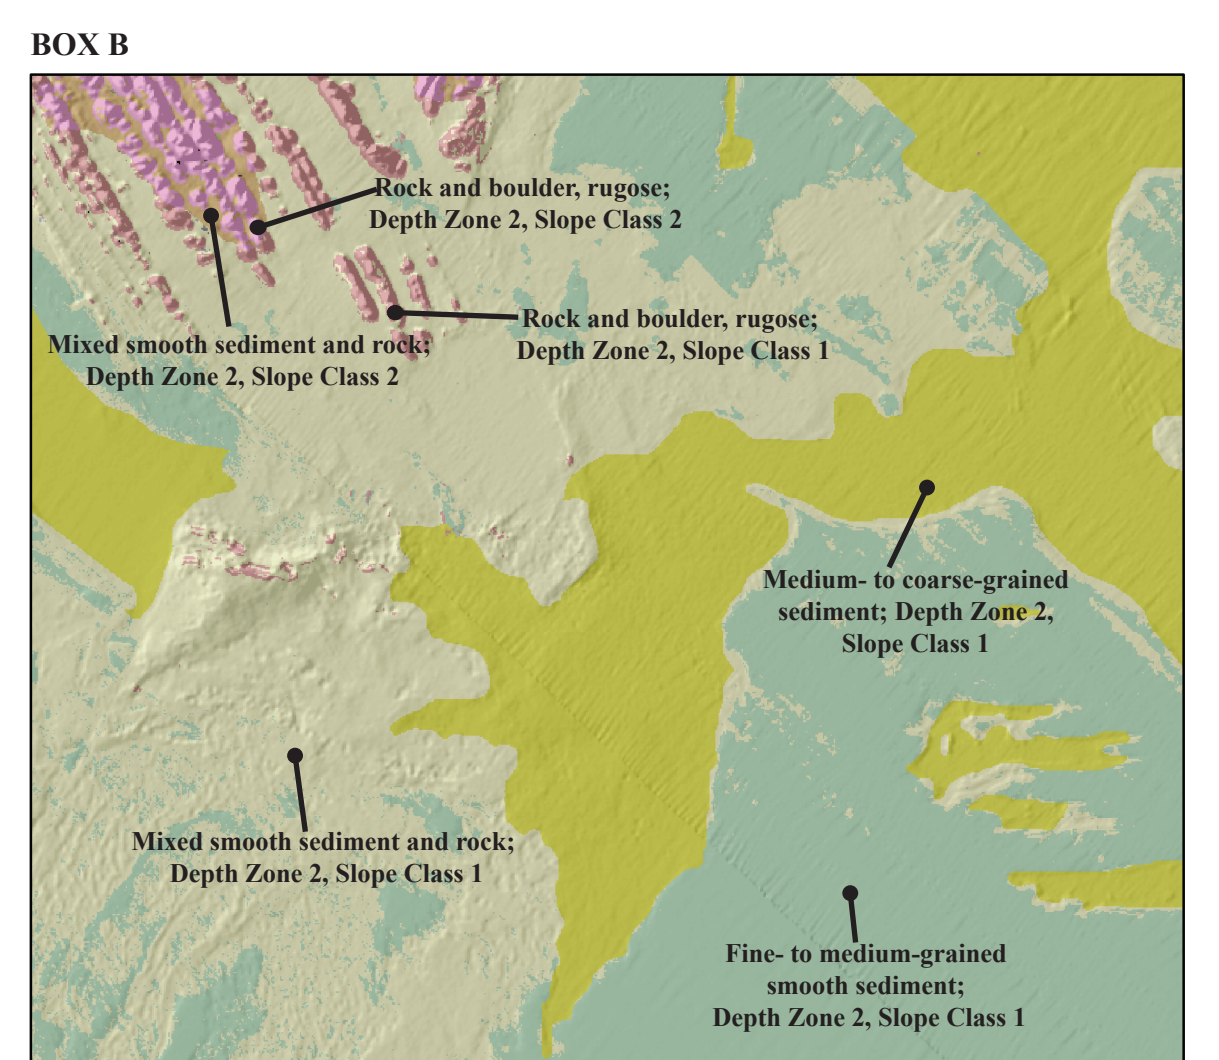 BOX B
Rock and boulder, rugose;
Depth Zone 2, Slope Class 2
Rock and boulder, rugose;
Depth Zone 2, Slope Class 1
Mixed smooth sediment and rock;
Depth Zone 2, Slope Class 2
Medium- to coarse-grained
sediment; Depth Zone 2,
Slope Class 1
Mixed smooth sediment and rock;
Depth Zone 2, Slope Class 1
Fine- to medium-grained
smooth sediment;
Depth Zone 2, Slope Class 1